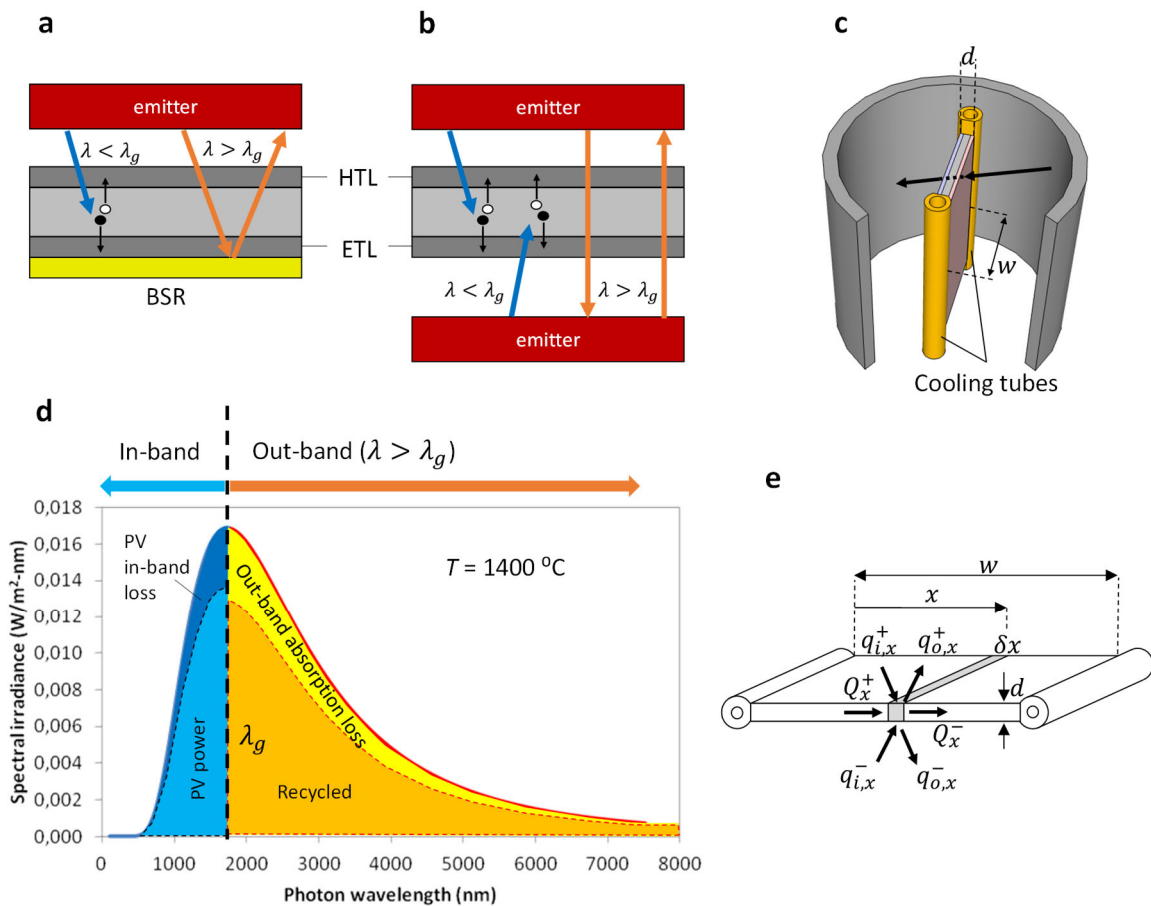 a
emitter
λ < λg
λ > λg
HTL
ETL
BSR
b
emitter
λ < λg
λ > λg
emitter
c
d
w
Cooling tubes
d
In-band
Out-band (λ > λg)
Spectral irradiance (W/m²-nm)
0,018
0,016
0,014
0,012
0,010
0,008
0,006
0,004
0,002
0,000
PV
in-band
loss
T = 1400 ⁰C
Out-band absorption loss
PV power
λg
Recycled
0 1000 2000 3000 4000 5000 6000 7000 8000
Photon wavelength (nm)
e
w
x
q⁺i,x q⁺o,x δx
Q⁺x d
Q⁻x
q⁻i,x q⁻o,x